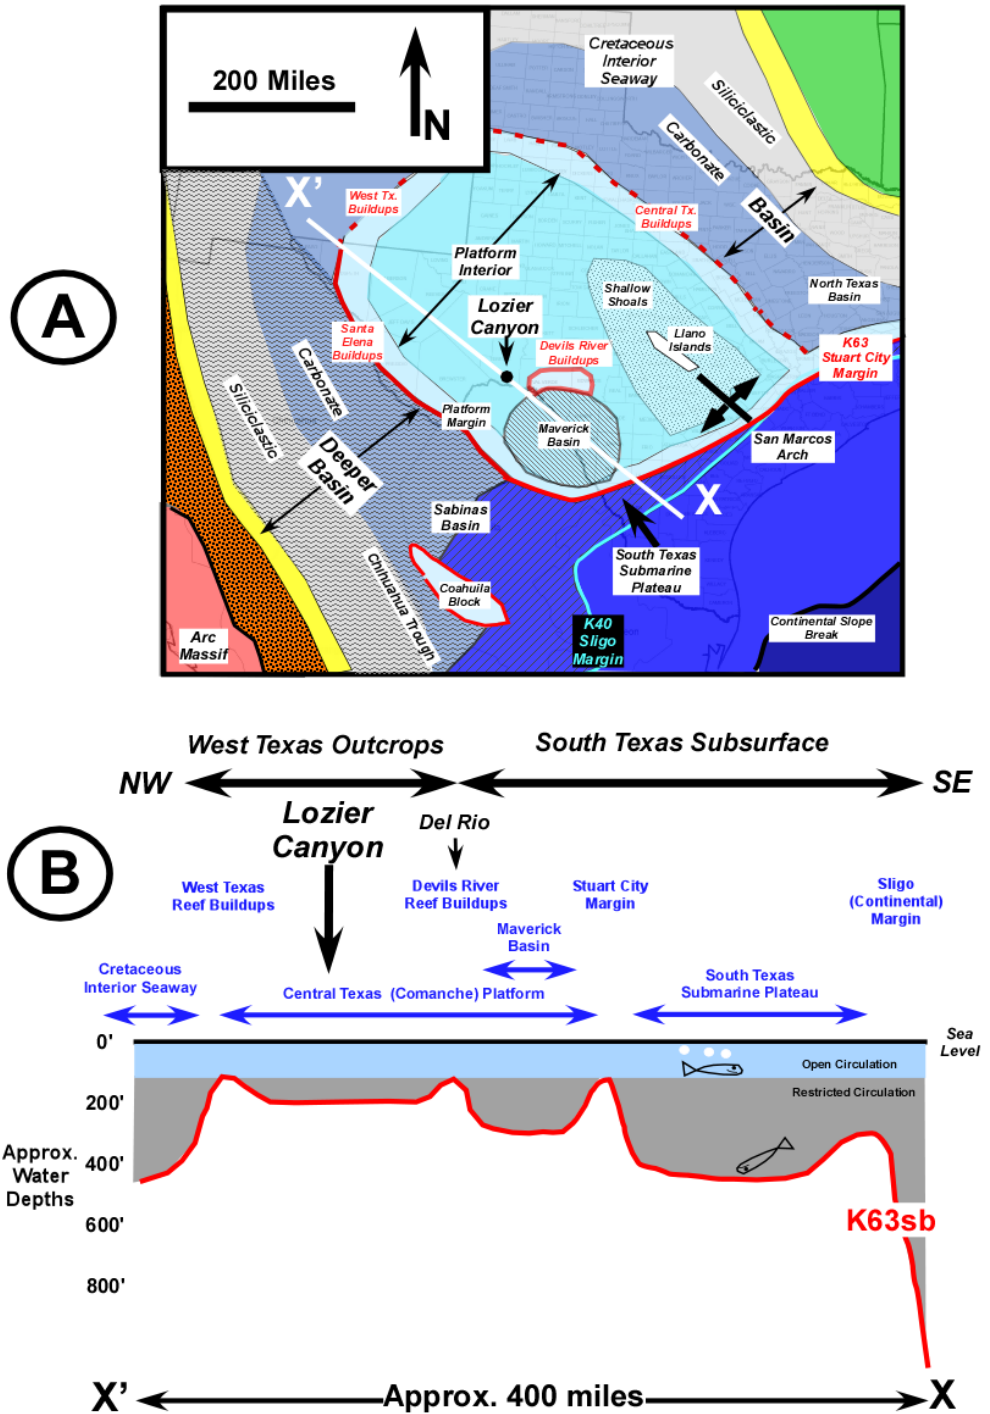 200 Miles
N
Cretaceous
Interior
Seaway
Siliciclastic
Carbonate
Basin
X'
West Tx.
Buildups
Central Tx.
Buildups
Platform
Interior
North Texas
Basin
Shallow
Shoals
A
Lozier
Canyon
Llano
Islands
Santa
Elena
Buildups
Devils River
Buildups
K63
Stuart City
Margin
Carbonate
Siliciclastic
Platform
Margin
Maverick
Basin
San Marcos
Arch
Deeper
Basin
X
Sabinas
Basin
South Texas
Submarine
Plateau
Chihuahua Trough
Coahuila
Block
Arc
Massif
K40
Sligo
Margin
Continental Slope
Break
West Texas Outcrops
South Texas Subsurface
NW
SE
B
Lozier
Canyon
Del Rio
West Texas
Reef Buildups
Devils River
Reef Buildups
Stuart City
Margin
Sligo
(Continental)
Margin
Maverick
Basin
Cretaceous
Interior Seaway
Central Texas (Comanche) Platform
South Texas
Submarine Plateau
0'
Sea
Level
Open Circulation
Restricted Circulation
200'
Approx.
Water
Depths
400'
600'
K63sb
800'
X'
Approx. 400 miles
X